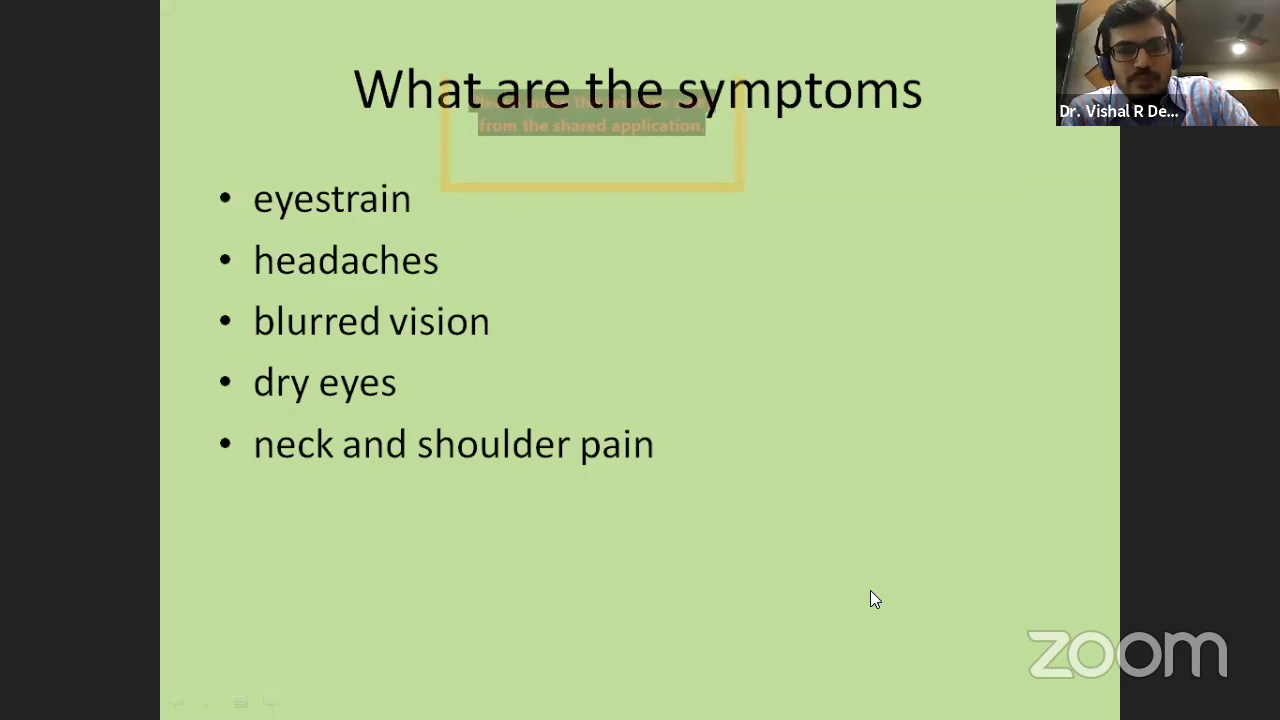 What are the symptoms
from the shared application.
• eyestrain
• headaches
• blurred vision
• dry eyes
• neck and shoulder pain
Dr. Vishal R De...
zoom